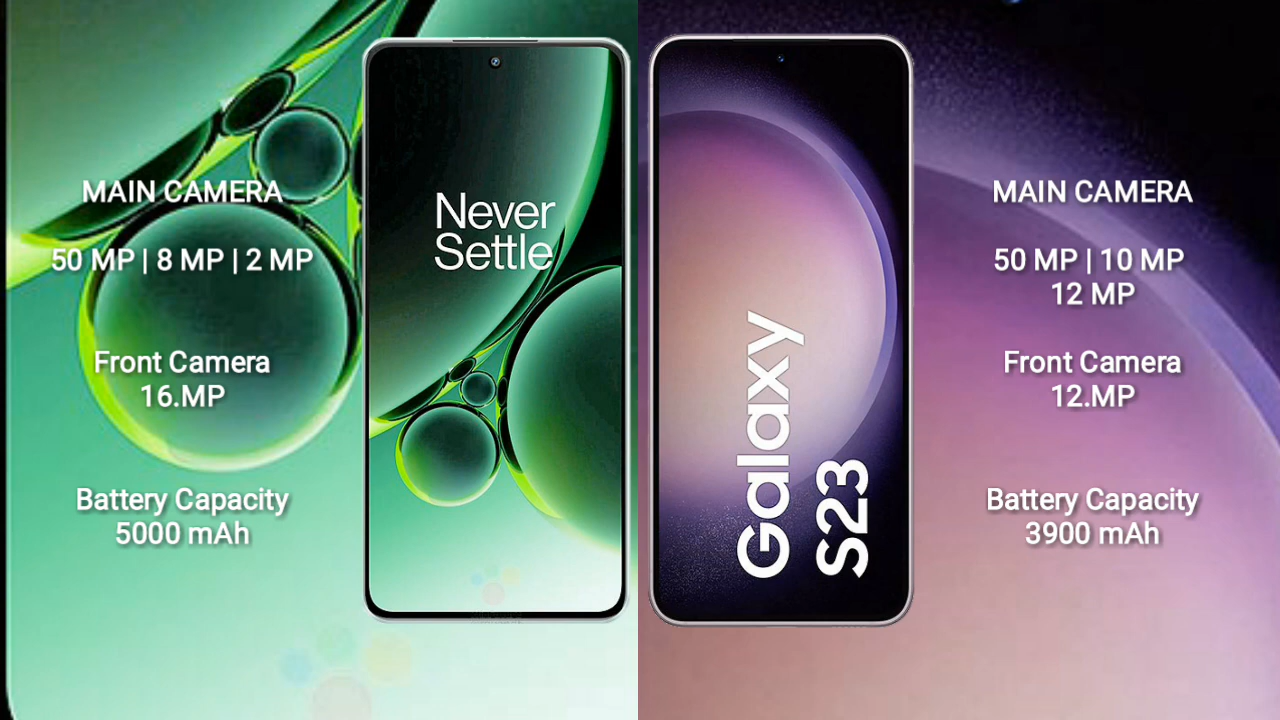 MAIN CAMERA
50 MP | 8 MP | 2 MP
Front Camera
16.MP
Battery Capacity
5000 mAh
Never
Settle
Galaxy
S23
MAIN CAMERA
50 MP | 10 MP
12 MP
Front Camera
12.MP
Battery Capacity
3900 mAh